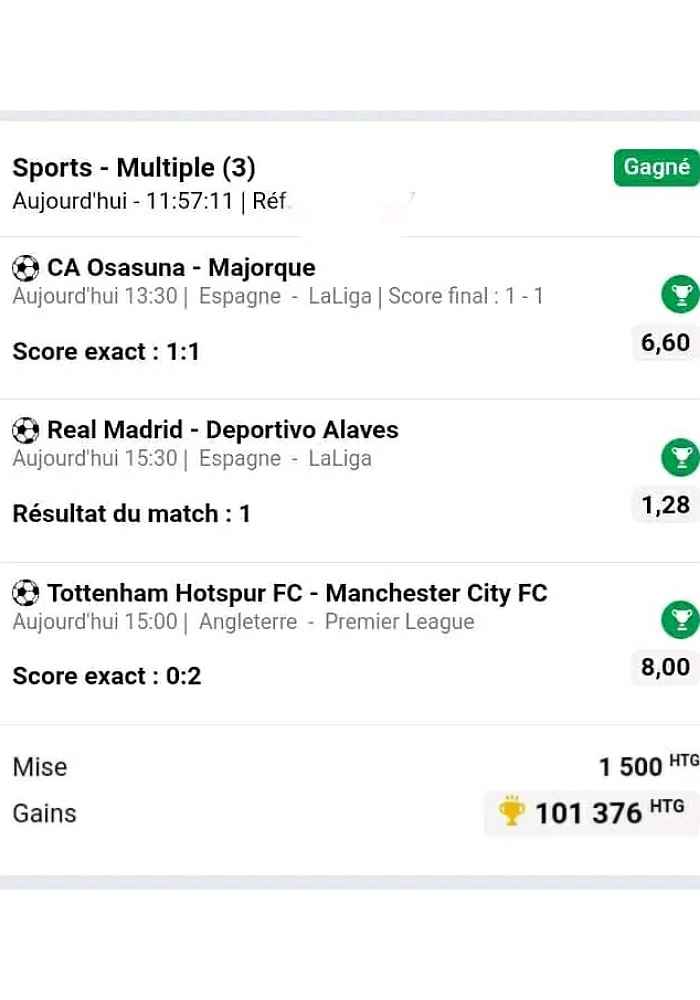 Sports - Multiple (3)
Gagné
Aujourd'hui - 11:57:11 | Réf.
CA Osasuna - Majorque
Aujourd'hui 13:30 | Espagne - LaLiga | Score final : 1 - 1
Score exact : 1:1
6,60
Real Madrid - Deportivo Alaves
Aujourd'hui 15:30 | Espagne - LaLiga
Résultat du match : 1
1,28
Tottenham Hotspur FC - Manchester City FC
Aujourd'hui 15:00 | Angleterre - Premier League
Score exact : 0:2
8,00
Mise
1 500 HTG
Gains
101 376 HTG